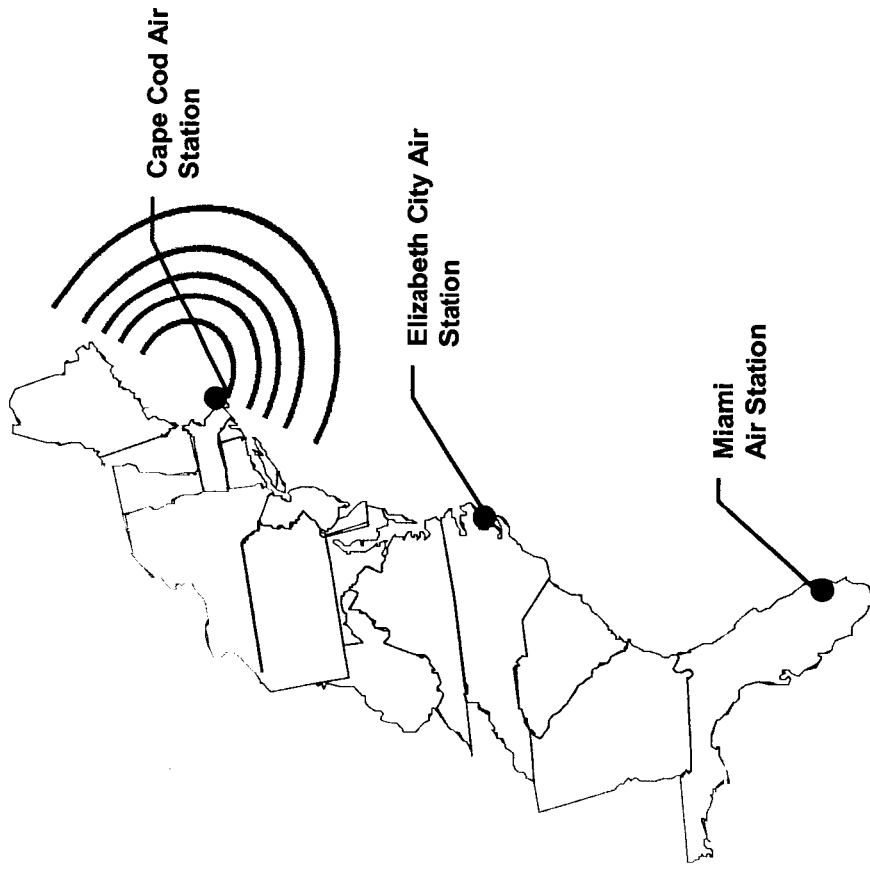 Cape Cod Air
Station
Elizabeth City Air
Station
Miami
Air Station